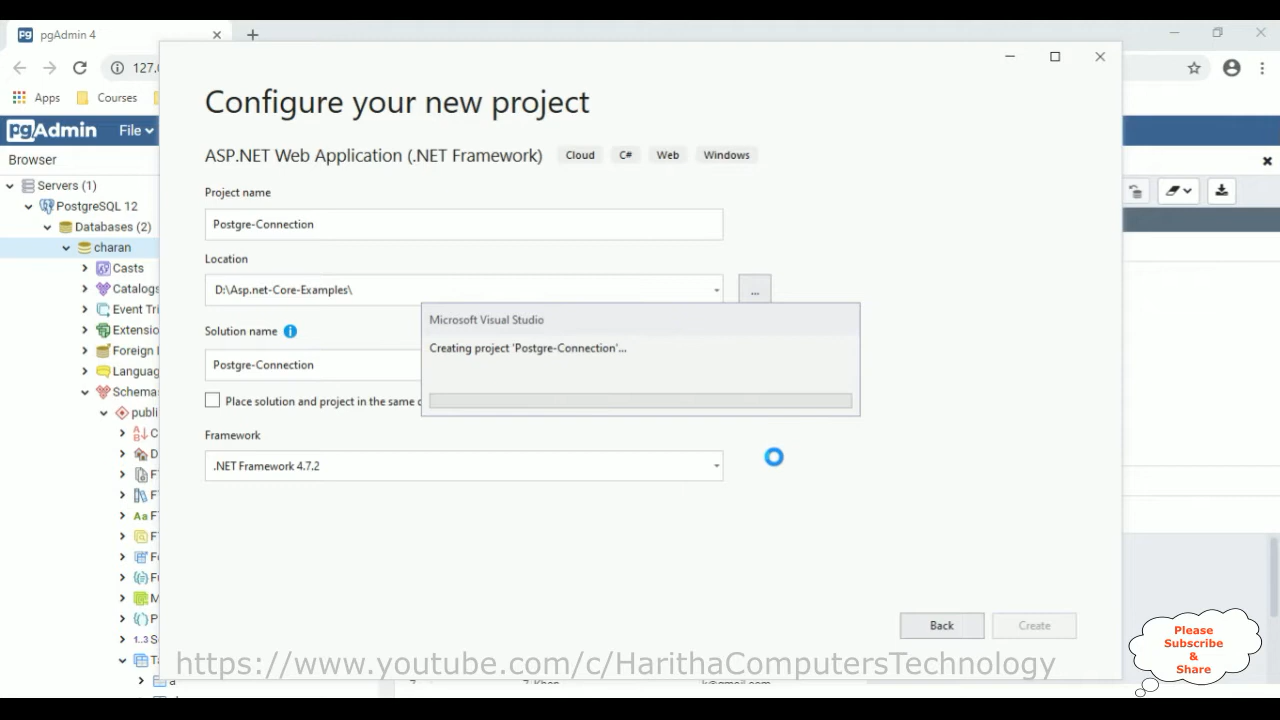 pgAdmin 4
127.
Apps
Courses
pgAdmin
File
Browser
Servers (1)
PostgreSQL 12
Databases (2)
charan
Casts
Catalogs
Event Tri
Extensio
Foreign
Languag
Schemas
publi
Configure your new project
ASP.NET Web Application (.NET Framework)
Cloud
C#
Web
Windows
Project name
Postgre-Connection
Location
D:\Asp.net-Core-Examples\
...
Solution name
Postgre-Connection
Place solution and project in the same
Microsoft Visual Studio
Creating project 'Postgre-Connection'...
Framework
.NET Framework 4.7.2
Back
Create
https://www.youtube.com/c/HarithaComputersTechnology
Please
Subscribe
&
Share